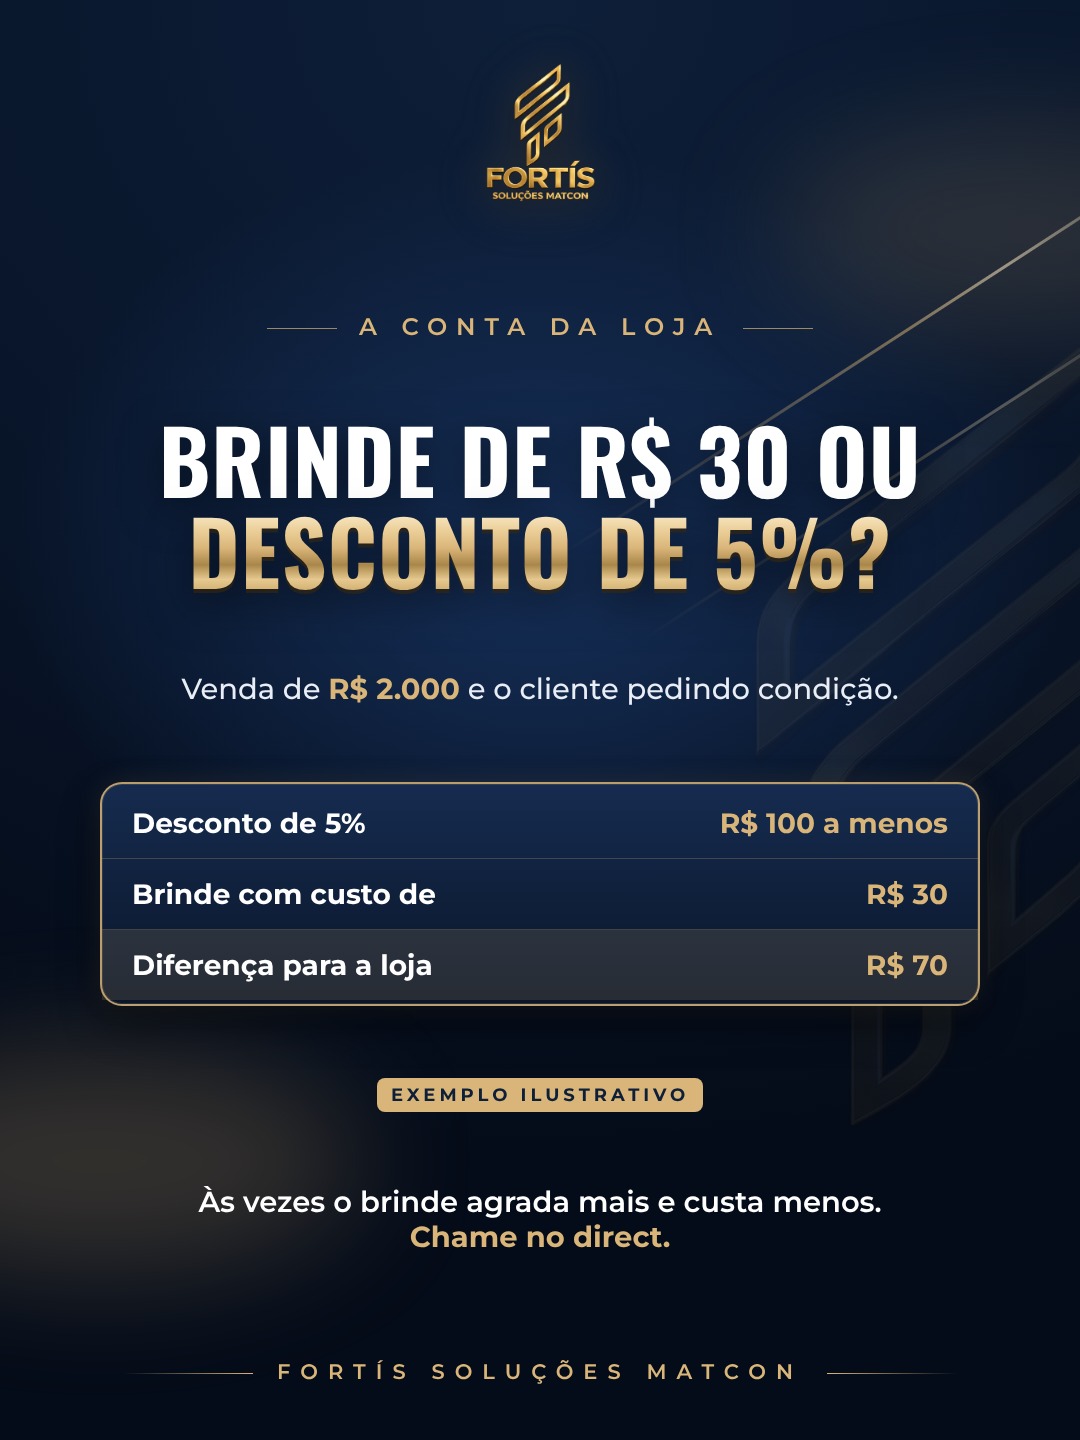 FORTÍS
SOLUÇÕES MATCON
A CONTA DA LOJA
BRINDE DE R$ 30 OU
DESCONTO DE 5%?
Venda de R$ 2.000 e o cliente pedindo condição.
Desconto de 5% R$ 100 a menos
Brinde com custo de R$ 30
Diferença para a loja R$ 70
EXEMPLO ILUSTRATIVO
Às vezes o brinde agrada mais e custa menos.
Chame no direct.
FORTÍS SOLUÇÕES MATCON